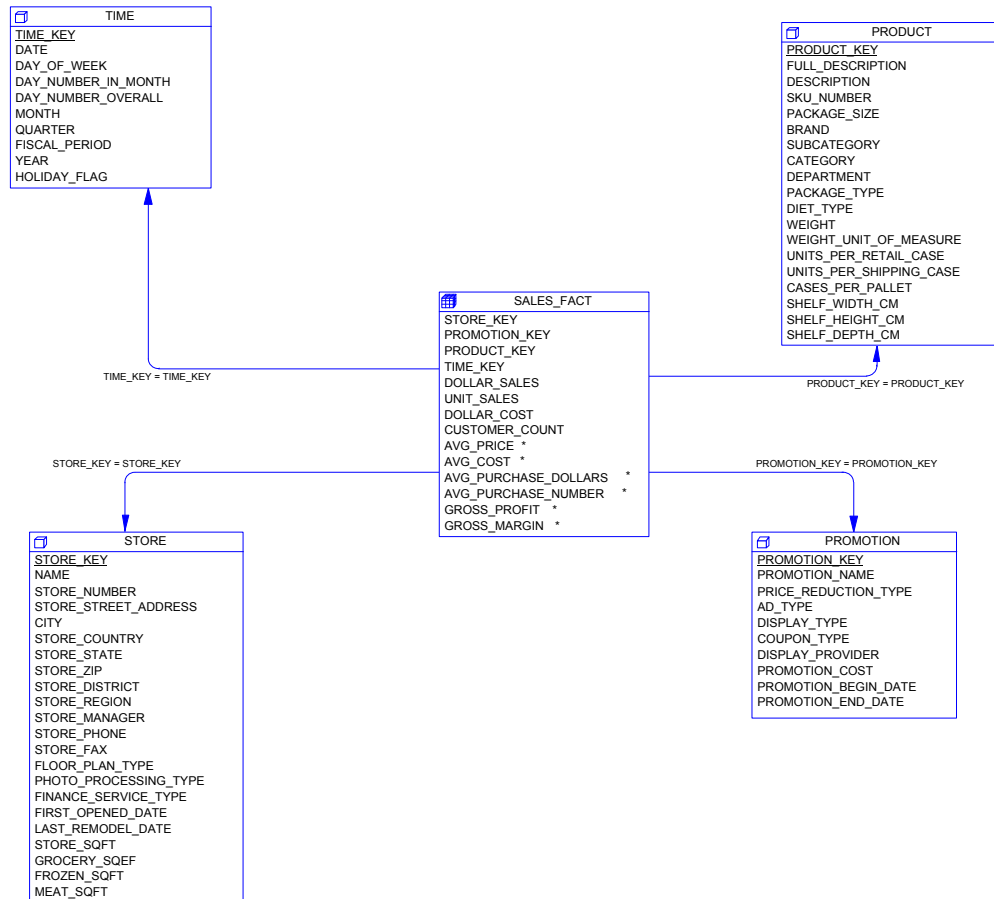 TIME
TIME_KEY
DATE
DAY_OF_WEEK
DAY_NUMBER_IN_MONTH
DAY_NUMBER_OVERALL
MONTH
QUARTER
FISCAL_PERIOD
YEAR
HOLIDAY_FLAG
PRODUCT
PRODUCT_KEY
FULL_DESCRIPTION
DESCRIPTION
SKU_NUMBER
PACKAGE_SIZE
BRAND
SUBCATEGORY
CATEGORY
DEPARTMENT
PACKAGE_TYPE
DIET_TYPE
WEIGHT
WEIGHT_UNIT_OF_MEASURE
UNITS_PER_RETAIL_CASE
UNITS_PER_SHIPPING_CASE
CASES_PER_PALLET
SHELF_WIDTH_CM
SHELF_HEIGHT_CM
SHELF_DEPTH_CM
SALES_FACT
STORE_KEY
PROMOTION_KEY
PRODUCT_KEY
TIME_KEY
DOLLAR_SALES
UNIT_SALES
DOLLAR_COST
CUSTOMER_COUNT
AVG_PRICE *
AVG_COST *
AVG_PURCHASE_DOLLARS *
AVG_PURCHASE_NUMBER *
GROSS_PROFIT *
GROSS_MARGIN *
TIME_KEY = TIME_KEY
PRODUCT_KEY = PRODUCT_KEY
STORE_KEY = STORE_KEY
PROMOTION_KEY = PROMOTION_KEY
STORE
STORE_KEY
NAME
STORE_NUMBER
STORE_STREET_ADDRESS
CITY
STORE_COUNTRY
STORE_STATE
STORE_ZIP
STORE_DISTRICT
STORE_REGION
STORE_MANAGER
STORE_PHONE
STORE_FAX
FLOOR_PLAN_TYPE
PHOTO_PROCESSING_TYPE
FINANCE_SERVICE_TYPE
FIRST_OPENED_DATE
LAST_REMODEL_DATE
STORE_SQFT
GROCERY_SQEF
FROZEN_SQFT
MEAT_SQFT
PROMOTION
PROMOTION_KEY
PROMOTION_NAME
PRICE_REDUCTION_TYPE
AD_TYPE
DISPLAY_TYPE
COUPON_TYPE
DISPLAY_PROVIDER
PROMOTION_COST
PROMOTION_BEGIN_DATE
PROMOTION_END_DATE